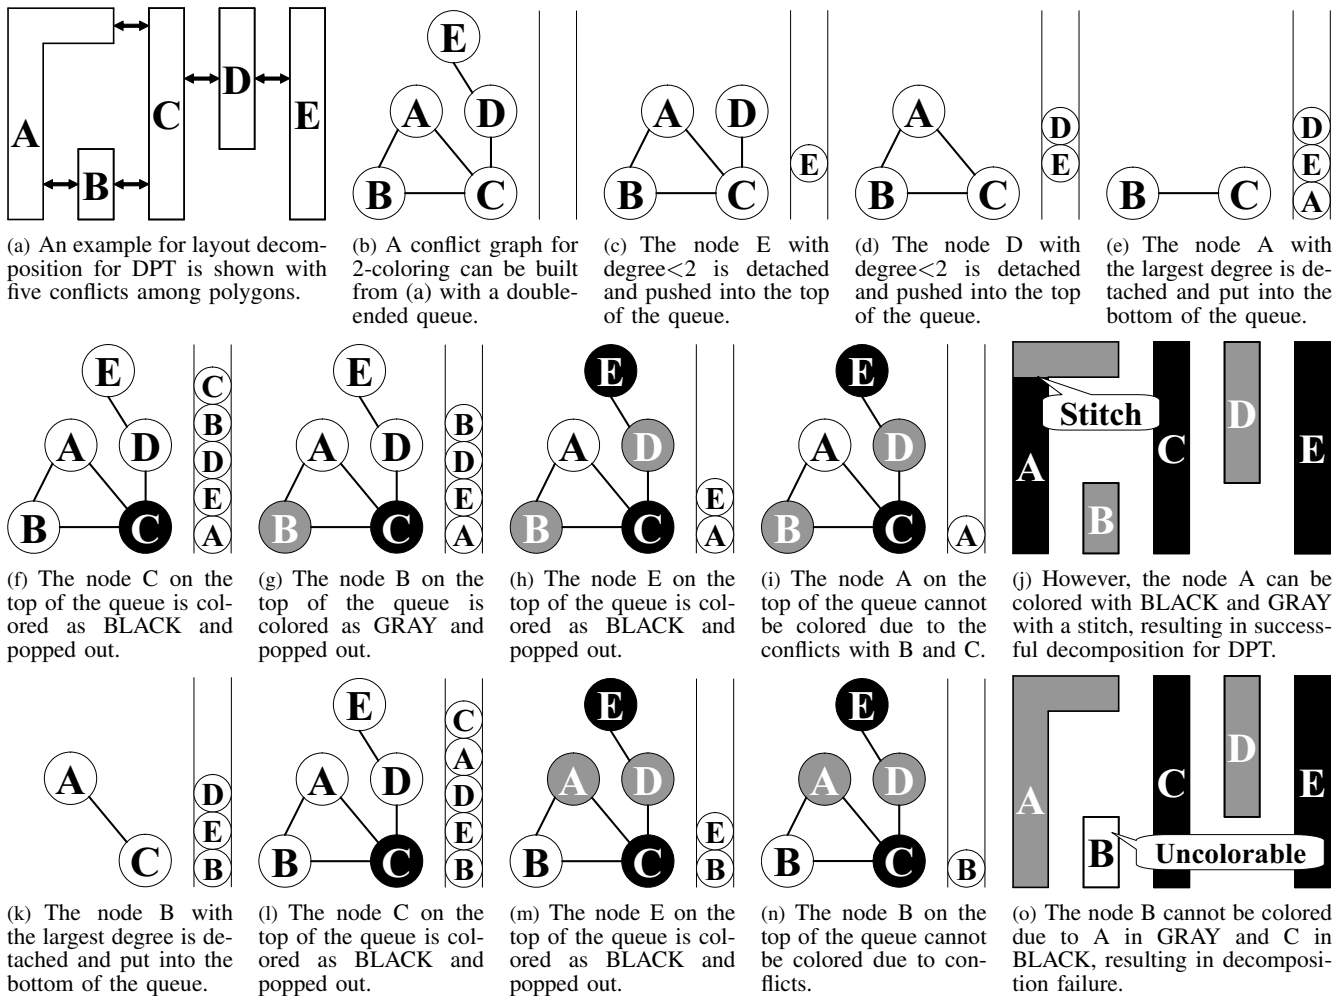 A
B
C
D
E
E
A
D
B
C
A
D
B
C
E
A
B
C
D
E
B
C
D
E
A
(a) An example for layout decom-
position for DPT is shown with
five conflicts among polygons.
(b) A conflict graph for
2-coloring can be built
from (a) with a double-
ended queue.
(c) The node E with
degree<2 is detached
and pushed into the top
of the queue.
(d) The node D with
degree<2 is detached
and pushed into the top
of the queue.
(e) The node A with
the largest degree is de-
tached and put into the
bottom of the queue.
E
A
D
B
C
C
B
D
E
A
E
A
D
B
C
B
D
E
A
E
A
D
B
C
E
A
E
A
D
B
C
A
Stitch
A
B
C
D
E
(f) The node C on the
top of the queue is col-
ored as BLACK and
popped out.
(g) The node B on the
top of the queue is
colored as GRAY and
popped out.
(h) The node E on the
top of the queue is col-
ored as BLACK and
popped out.
(i) The node A on the
top of the queue cannot
be colored due to the
conflicts with B and C.
(j) However, the node A can be
colored with BLACK and GRAY
with a stitch, resulting in success-
ful decomposition for DPT.
A
C
D
E
B
E
A
D
B
C
C
A
D
E
B
E
A
D
B
C
E
B
E
A
D
B
C
B
A
B
C
D
E
Uncolorable
(k) The node B with
the largest degree is de-
tached and put into the
bottom of the queue.
(l) The node C on the
top of the queue is col-
ored as BLACK and
popped out.
(m) The node E on the
top of the queue is col-
ored as BLACK and
popped out.
(n) The node B on the
top of the queue cannot
be colored due to con-
flicts.
(o) The node B cannot be colored
due to A in GRAY and C in
BLACK, resulting in decomposi-
tion failure.